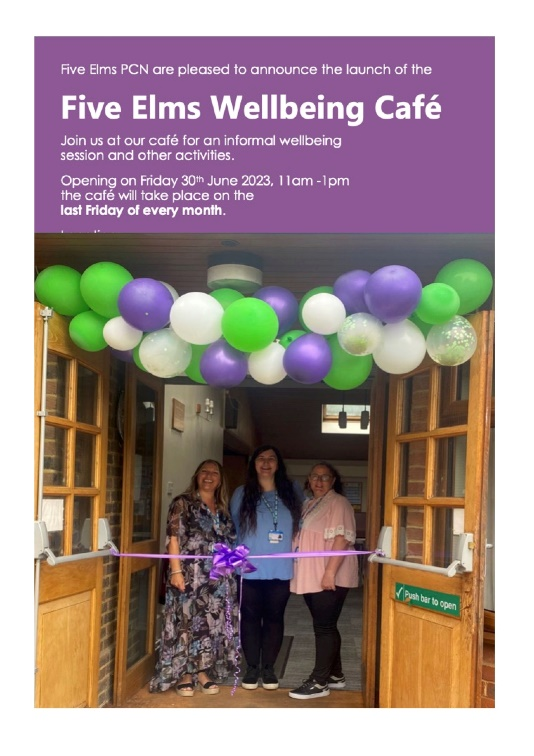 Five Elms PCN are pleased to announce the launch of the
Five Elms Wellbeing Café
Join us at our café for an informal wellbeing
session and other activities.
Opening on Friday 30th June 2023, 11am -1pm
the café will take place on the
last Friday of every month.
Push bar to open